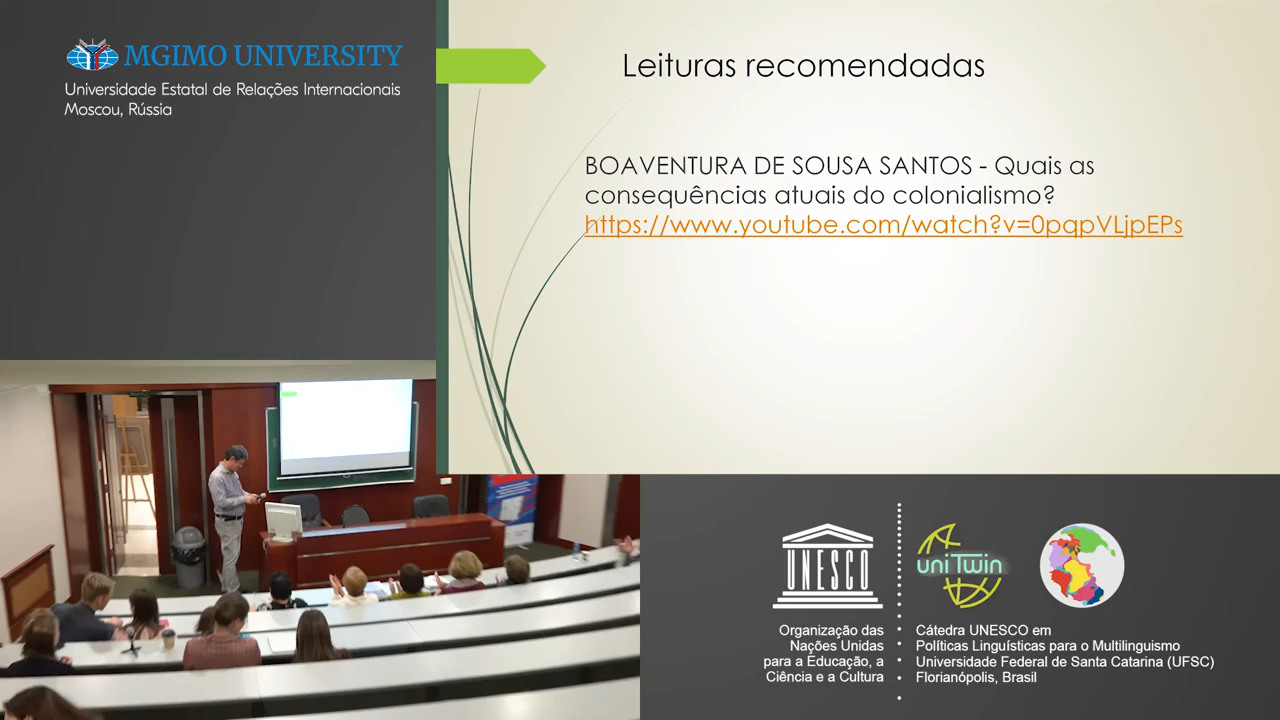 MGIMO UNIVERSITY
Universidade Estatal de Relações Internacionais
Moscou, Rússia
Leituras recomendadas
BOAVENTURA DE SOUSA SANTOS - Quais as
consequências atuais do colonialismo?
https://www.youtube.com/watch?v=0pqpVLjpEPs
UNESCO
Organização das
Nações Unidas
para a Educação, a
Ciência e a Cultura
uniTwin
Cátedra UNESCO em
Políticas Linguísticas para o Multilinguismo
Universidade Federal de Santa Catarina (UFSC)
Florianópolis, Brasil